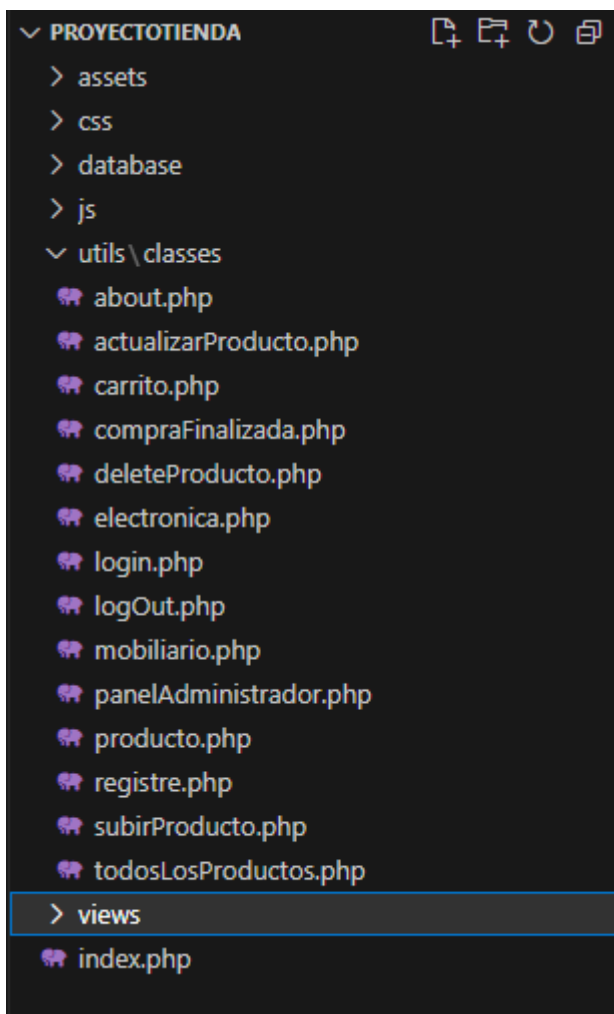 PROYECTOTIENDA
assets
css
database
js
utils\classes
about.php
actualizarProducto.php
carrito.php
compraFinalizada.php
deleteProducto.php
electronica.php
login.php
logOut.php
mobiliario.php
panelAdministrador.php
producto.php
registre.php
subirProducto.php
todosLosProductos.php
views
index.php